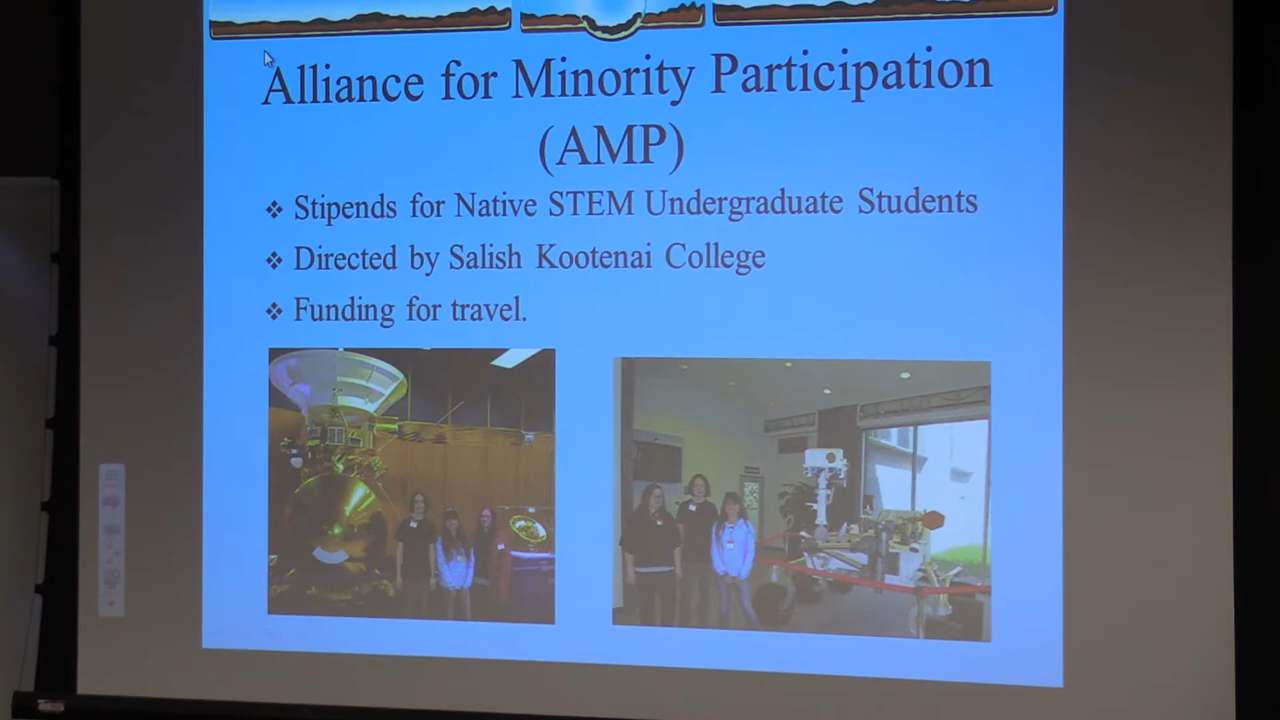 Alliance for Minority Participation
(AMP)
❖ Stipends for Native STEM Undergraduate Students
❖ Directed by Salish Kootenai College
❖ Funding for travel.